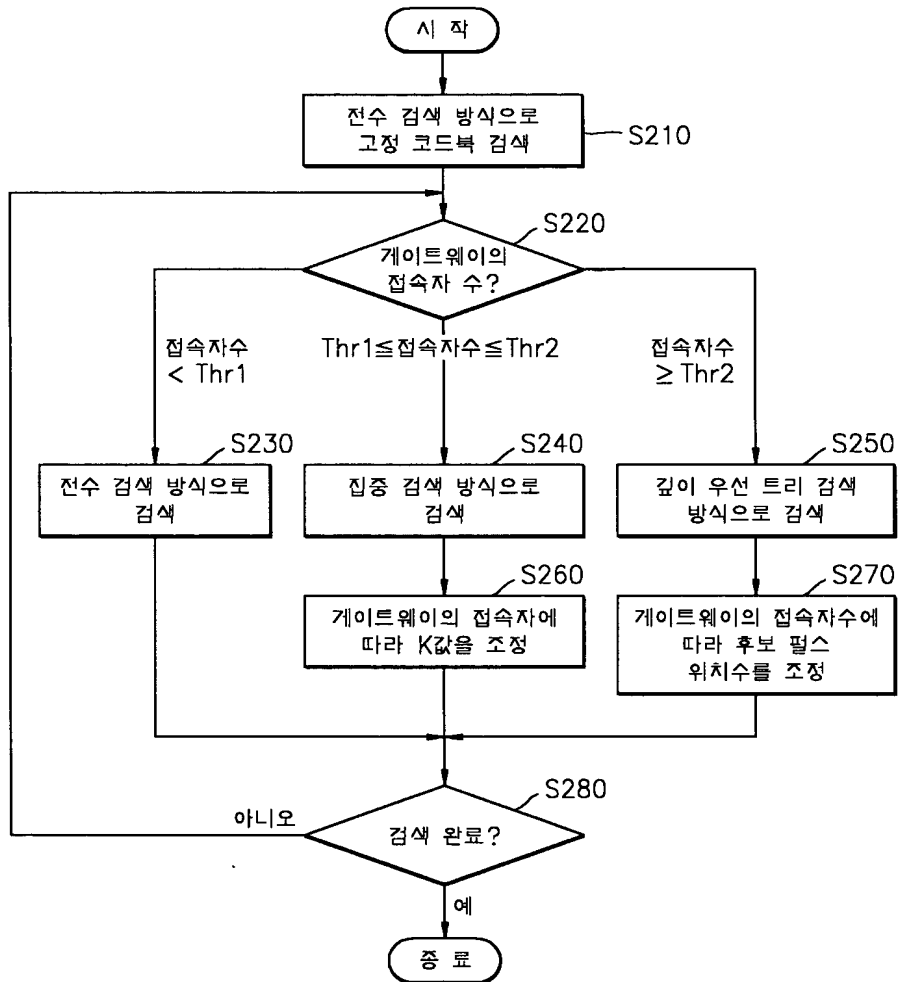 시 작
전수 검색 방식으로
고정 코드북 검색
S210
S220
게이트웨이의
접속자 수?
접속자수
< Thr1
Thr1≦접속자수≦Thr2
접속자수
≥ Thr2
S230
전수 검색 방식으로
검색
S240
집중 검색 방식으로
검색
S250
깊이 우선 트리 검색
방식으로 검색
S260
게이트웨이의 접속자에
따라 K값을 조정
S270
게이트웨이의 접속자수에
따라 후보 펄스
위치수를 조정
S280
아니오
검색 완료?
예
종 료